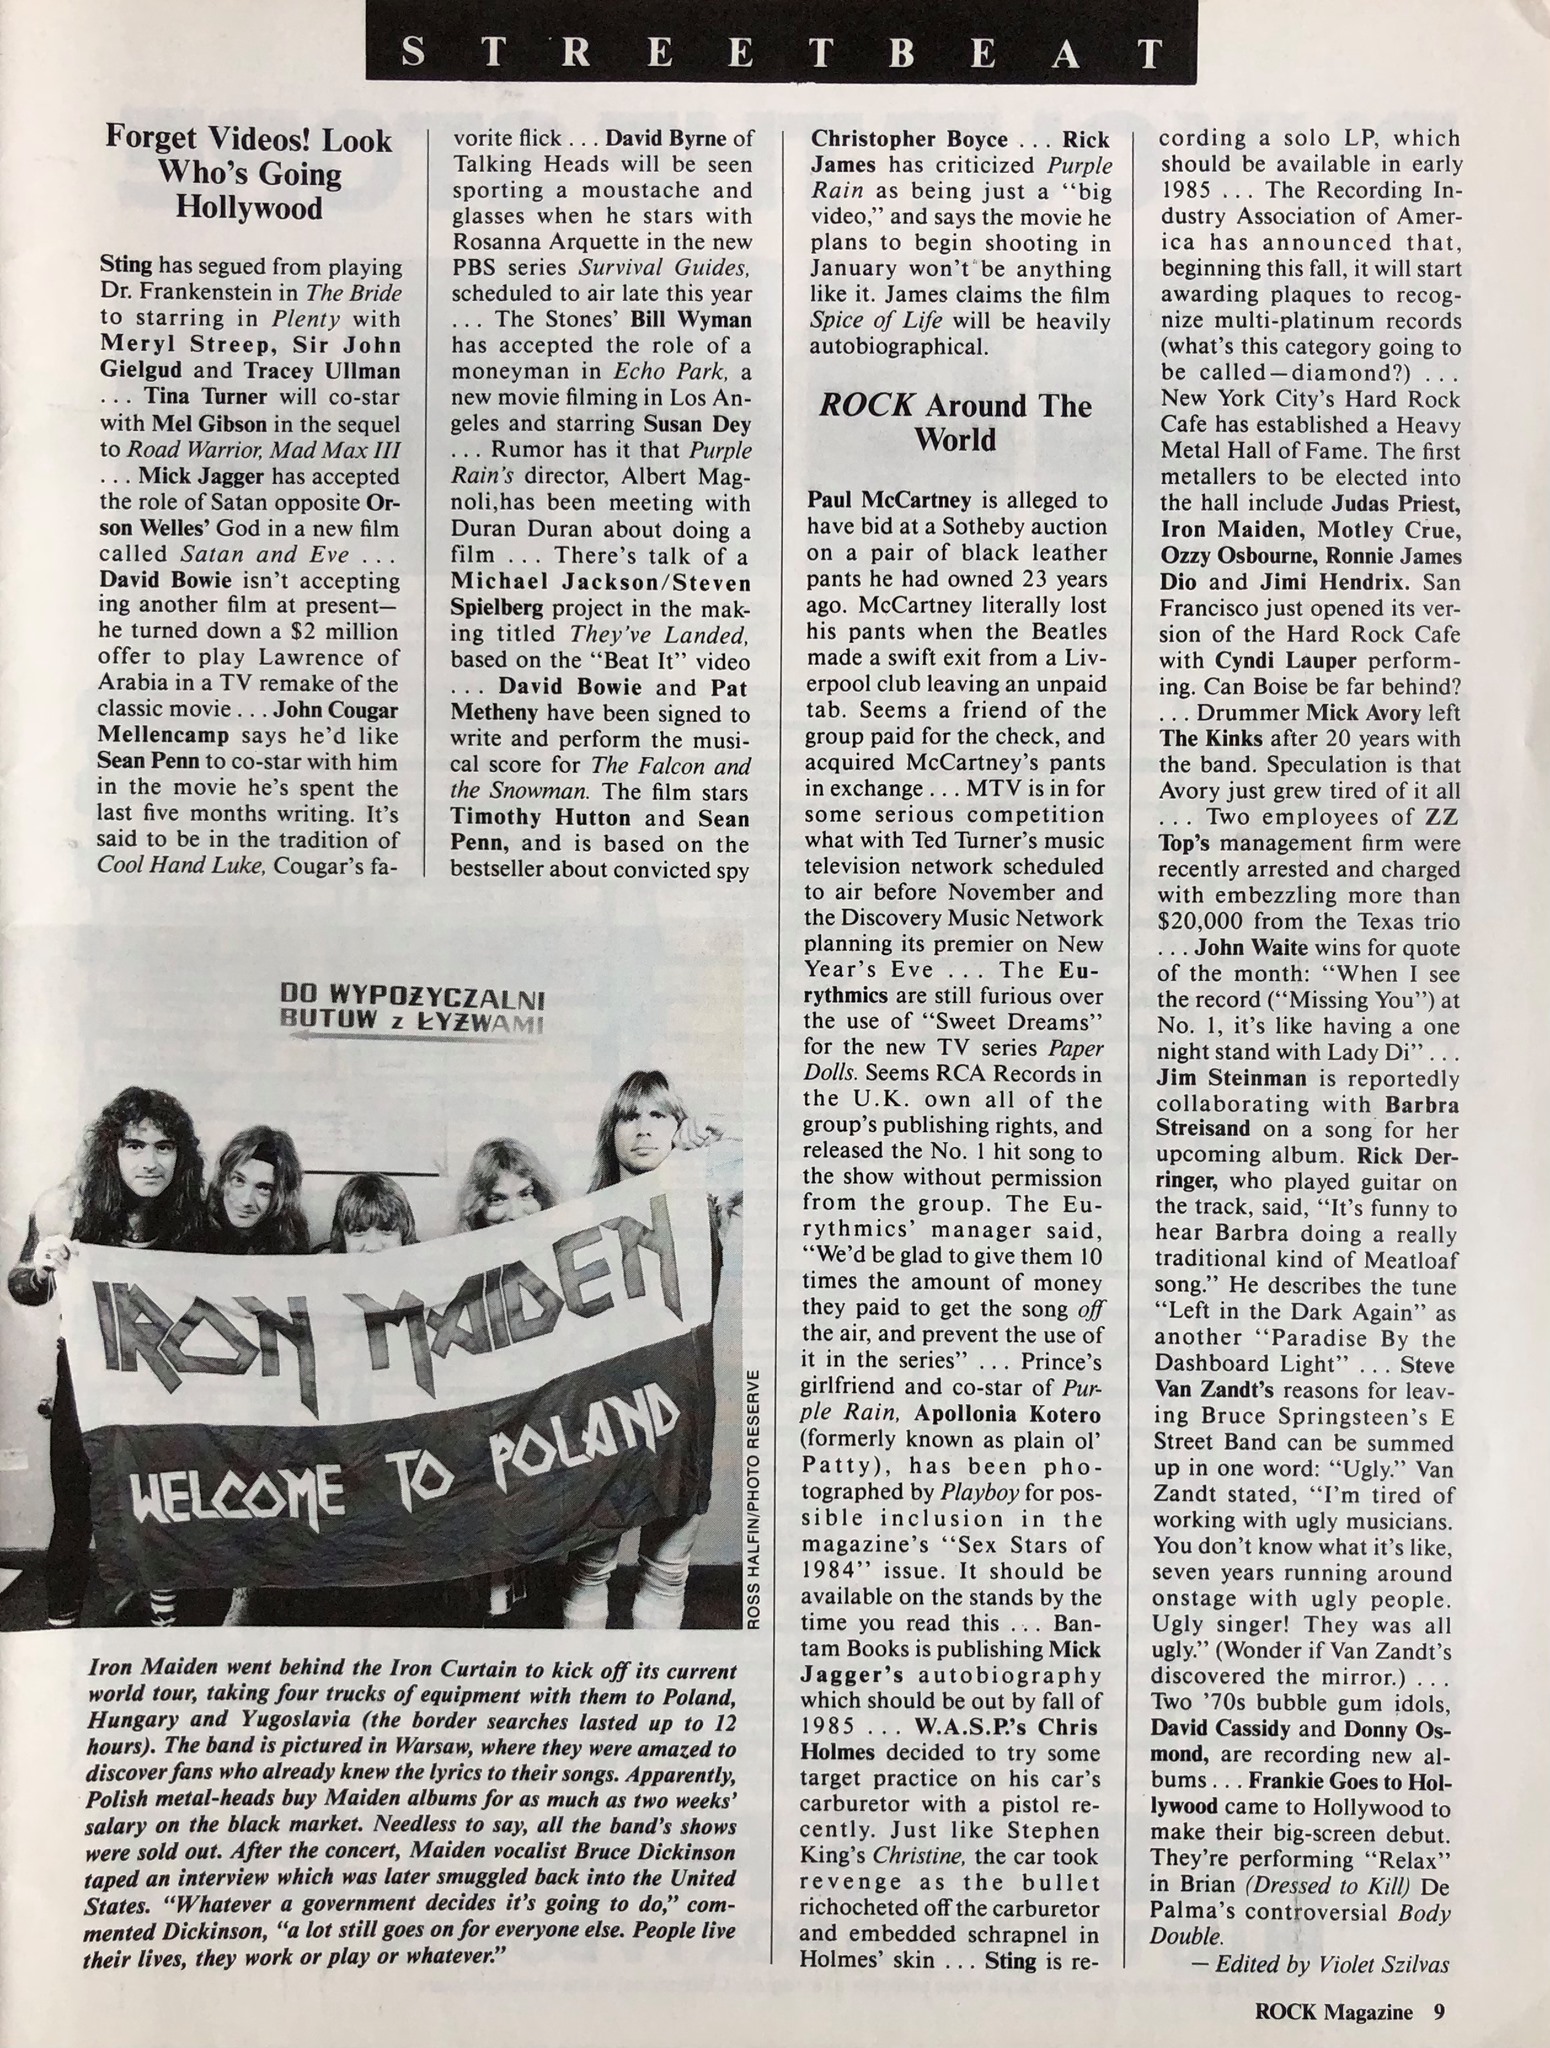 STREETBEAT
Forget Videos! Look
Who's Going
Hollywood
Sting has segued from playing
Dr. Frankenstein in The Bride
to starring in Plenty with
Meryl Streep, Sir John
Gielgud and Tracey Ullman
... Tina Turner will co-star
with Mel Gibson in the sequel
to Road Warrior, Mad Max III
... Mick Jagger has accepted
the role of Satan opposite Or-
son Welles' God in a new film
called Satan and Eve ...
David Bowie isn't accepting
ing another film at present—
he turned down a $2 million
offer to play Lawrence of
Arabia in a TV remake of the
classic movie ... John Cougar
Mellencamp says he'd like
Sean Penn to co-star with him
in the movie he's spent the
last five months writing. It's
said to be in the tradition of
Cool Hand Luke, Cougar's fa-
vorite flick ... David Byrne of
Talking Heads will be seen
sporting a moustache and
glasses when he stars with
Rosanna Arquette in the new
PBS series Survival Guides,
scheduled to air late this year
... The Stones' Bill Wyman
has accepted the role of a
moneyman in Echo Park, a
new movie filming in Los An-
geles and starring Susan Dey
... Rumor has it that Purple
Rain's director, Albert Mag-
noli,has been meeting with
Duran Duran about doing a
film ... There's talk of a
Michael Jackson/Steven
Spielberg project in the mak-
ing titled They've Landed,
based on the "Beat It" video
... David Bowie and Pat
Metheny have been signed to
write and perform the musi-
cal score for The Falcon and
the Snowman. The film stars
Timothy Hutton and Sean
Penn, and is based on the
bestseller about convicted spy
Christopher Boyce ... Rick
James has criticized Purple
Rain as being just a "big
video," and says the movie he
plans to begin shooting in
January won't be anything
like it. James claims the film
Spice of Life will be heavily
autobiographical.
ROCK Around The
World
Paul McCartney is alleged to
have bid at a Sotheby auction
on a pair of black leather
pants he had owned 23 years
ago. McCartney literally lost
his pants when the Beatles
made a swift exit from a Liv-
erpool club leaving an unpaid
tab. Seems a friend of the
group paid for the check, and
acquired McCartney's pants
in exchange ... MTV is in for
some serious competition
what with Ted Turner's music
television network scheduled
to air before November and
the Discovery Music Network
planning its premier on New
Year's Eve ... The Eu-
rythmics are still furious over
the use of "Sweet Dreams"
for the new TV series Paper
Dolls. Seems RCA Records in
the U.K. own all of the
group's publishing rights, and
released the No. 1 hit song to
the show without permission
from the group. The Eu-
rythmics' manager said,
"We'd be glad to give them 10
times the amount of money
they paid to get the song off
the air, and prevent the use of
it in the series" ... Prince's
girlfriend and co-star of Pur-
ple Rain, Apollonia Kotero
(formerly known as plain ol'
Patty), has been pho-
tographed by Playboy for pos-
sible inclusion in the
magazine's "Sex Stars of
1984" issue. It should be
available on the stands by the
time you read this ... Ban-
tam Books is publishing Mick
Jagger's autobiography
which should be out by fall of
1985 ... W.A.S.P.'s Chris
Holmes decided to try some
target practice on his car's
carburetor with a pistol re-
cently. Just like Stephen
King's Christine, the car took
revenge as the bullet
richocheted off the carburetor
and embedded schrapnel in
Holmes' skin ... Sting is re-
cording a solo LP, which
should be available in early
1985 ... The Recording In-
dustry Association of Amer-
ica has announced that,
beginning this fall, it will start
awarding plaques to recog-
nize multi-platinum records
(what's this category going to
be called—diamond?) ...
New York City's Hard Rock
Cafe has established a Heavy
Metal Hall of Fame. The first
metallers to be elected into
the hall include Judas Priest,
Iron Maiden, Motley Crue,
Ozzy Osbourne, Ronnie James
Dio and Jimi Hendrix. San
Francisco just opened its ver-
sion of the Hard Rock Cafe
with Cyndi Lauper perform-
ing. Can Boise be far behind?
... Drummer Mick Avory left
The Kinks after 20 years with
the band. Speculation is that
Avory just grew tired of it all
... Two employees of ZZ
Top's management firm were
recently arrested and charged
with embezzling more than
$20,000 from the Texas trio
... John Waite wins for quote
of the month: "When I see
the record ("Missing You") at
No. 1, it's like having a one
night stand with Lady Di" ...
Jim Steinman is reportedly
collaborating with Barbra
Streisand on a song for her
upcoming album. Rick Der-
ringer, who played guitar on
the track, said, "It's funny to
hear Barbra doing a really
traditional kind of Meatloaf
song." He describes the tune
"Left in the Dark Again" as
another "Paradise By the
Dashboard Light" ... Steve
Van Zandt's reasons for leav-
ing Bruce Springsteen's E
Street Band can be summed
up in one word: "Ugly." Van
Zandt stated, "I'm tired of
working with ugly musicians.
You don't know what it's like,
seven years running around
onstage with ugly people.
Ugly singer! They was all
ugly." (Wonder if Van Zandt's
discovered the mirror.) ...
Two '70s bubble gum idols,
David Cassidy and Donny Os-
mond, are recording new al-
bums ... Frankie Goes to Hol-
lywood came to Hollywood to
make their big-screen debut.
They're performing "Relax"
in Brian (Dressed to Kill) De
Palma's controversial Body
Double.
— Edited by Violet Szilvas
DO WYPOŻYCZALNI
BUTÓW z ŁYŻWAMI
IRON MAIDEN
WELCOME TO POLAND
ROSS HALFIN/PHOTO RESERVE
Iron Maiden went behind the Iron Curtain to kick off its current
world tour, taking four trucks of equipment with them to Poland,
Hungary and Yugoslavia (the border searches lasted up to 12
hours). The band is pictured in Warsaw, where they were amazed to
discover fans who already knew the lyrics to their songs. Apparently,
Polish metal-heads buy Maiden albums for as much as two weeks'
salary on the black market. Needless to say, all the band's shows
were sold out. After the concert, Maiden vocalist Bruce Dickinson
taped an interview which was later smuggled back into the United
States. "Whatever a government decides it's going to do," com-
mented Dickinson, "a lot still goes on for everyone else. People live
their lives, they work or play or whatever."
ROCK Magazine 9